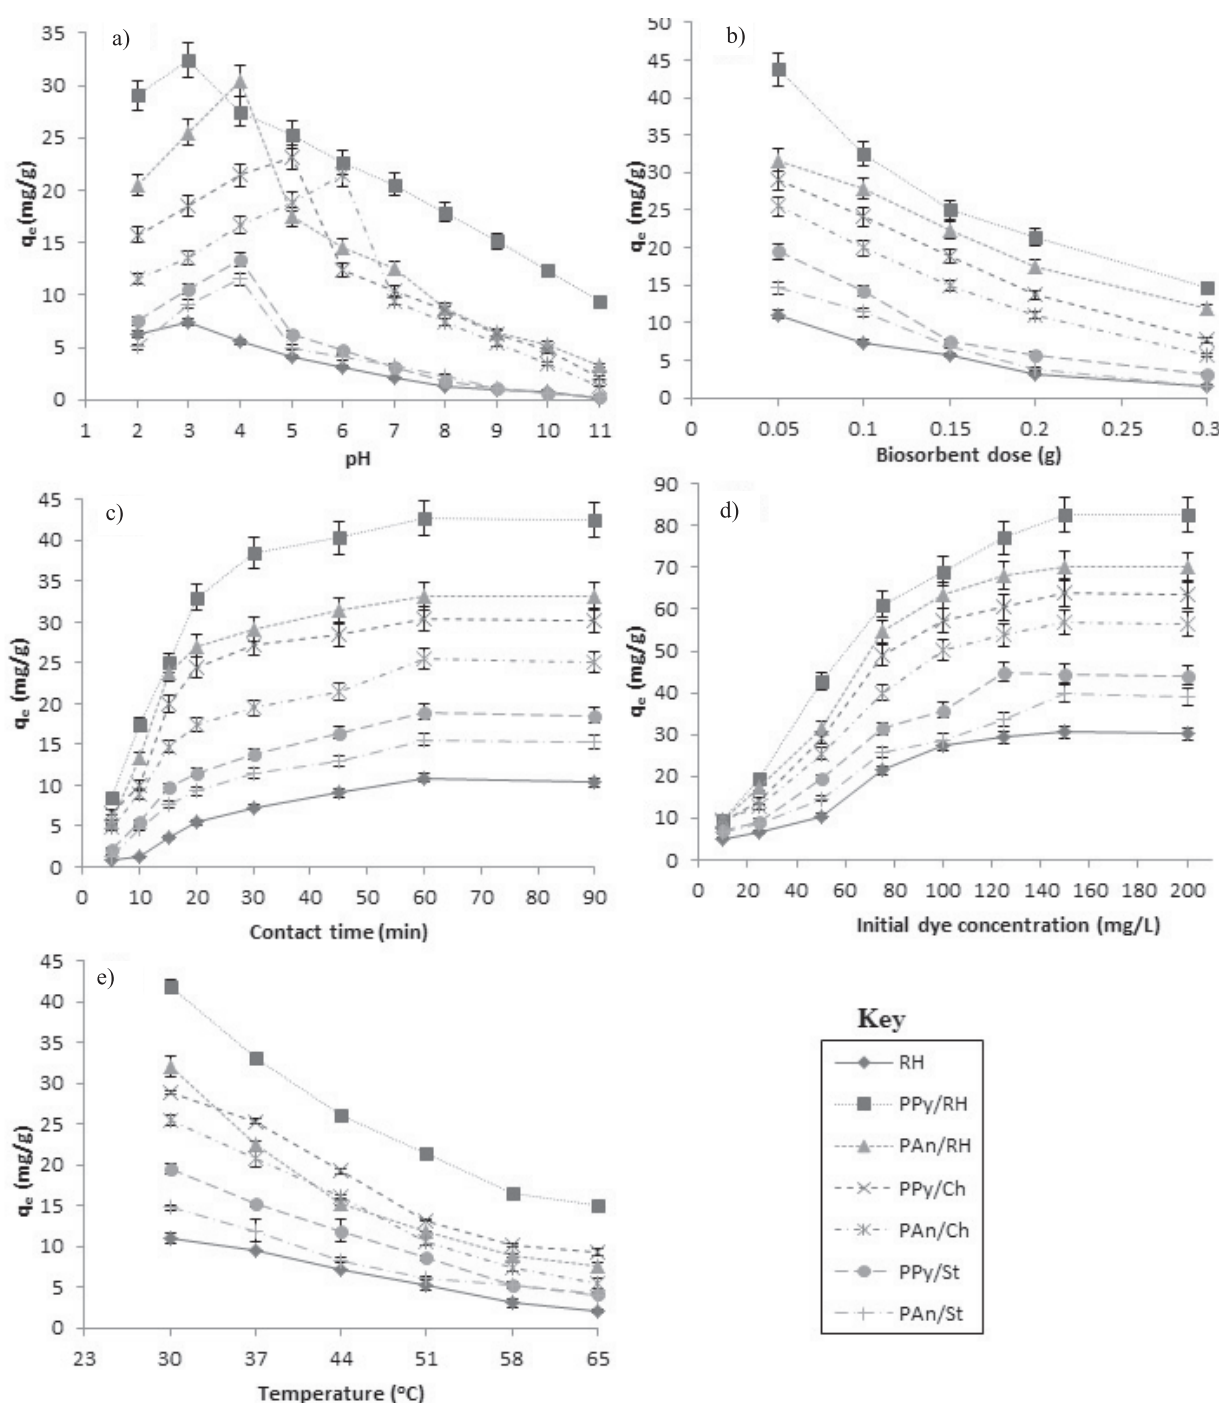 a)
35
30
25
20
15
10
5
0
qₑ (mg/g)
1 2 3 4 5 6 7 8 9 10 11
pH
b)
50
45
40
35
30
25
20
15
10
5
0
qₑ (mg/g)
0 0.05 0.1 0.15 0.2 0.25 0.3
Biosorbent dose (g)
c)
45
40
35
30
25
20
15
10
5
0
qₑ (mg/g)
0 10 20 30 40 50 60 70 80 90
Contact time (min)
d)
90
80
70
60
50
40
30
20
10
0
qₑ (mg/g)
0 20 40 60 80 100 120 140 160 180 200
Initial dye concentration (mg/L)
e)
45
40
35
30
25
20
15
10
5
0
qₑ (mg/g)
23 30 37 44 51 58 65
Temperature (°C)
Key
RH
PPy/RH
PAn/RH
PPy/Ch
PAn/Ch
PPy/St
PAn/St